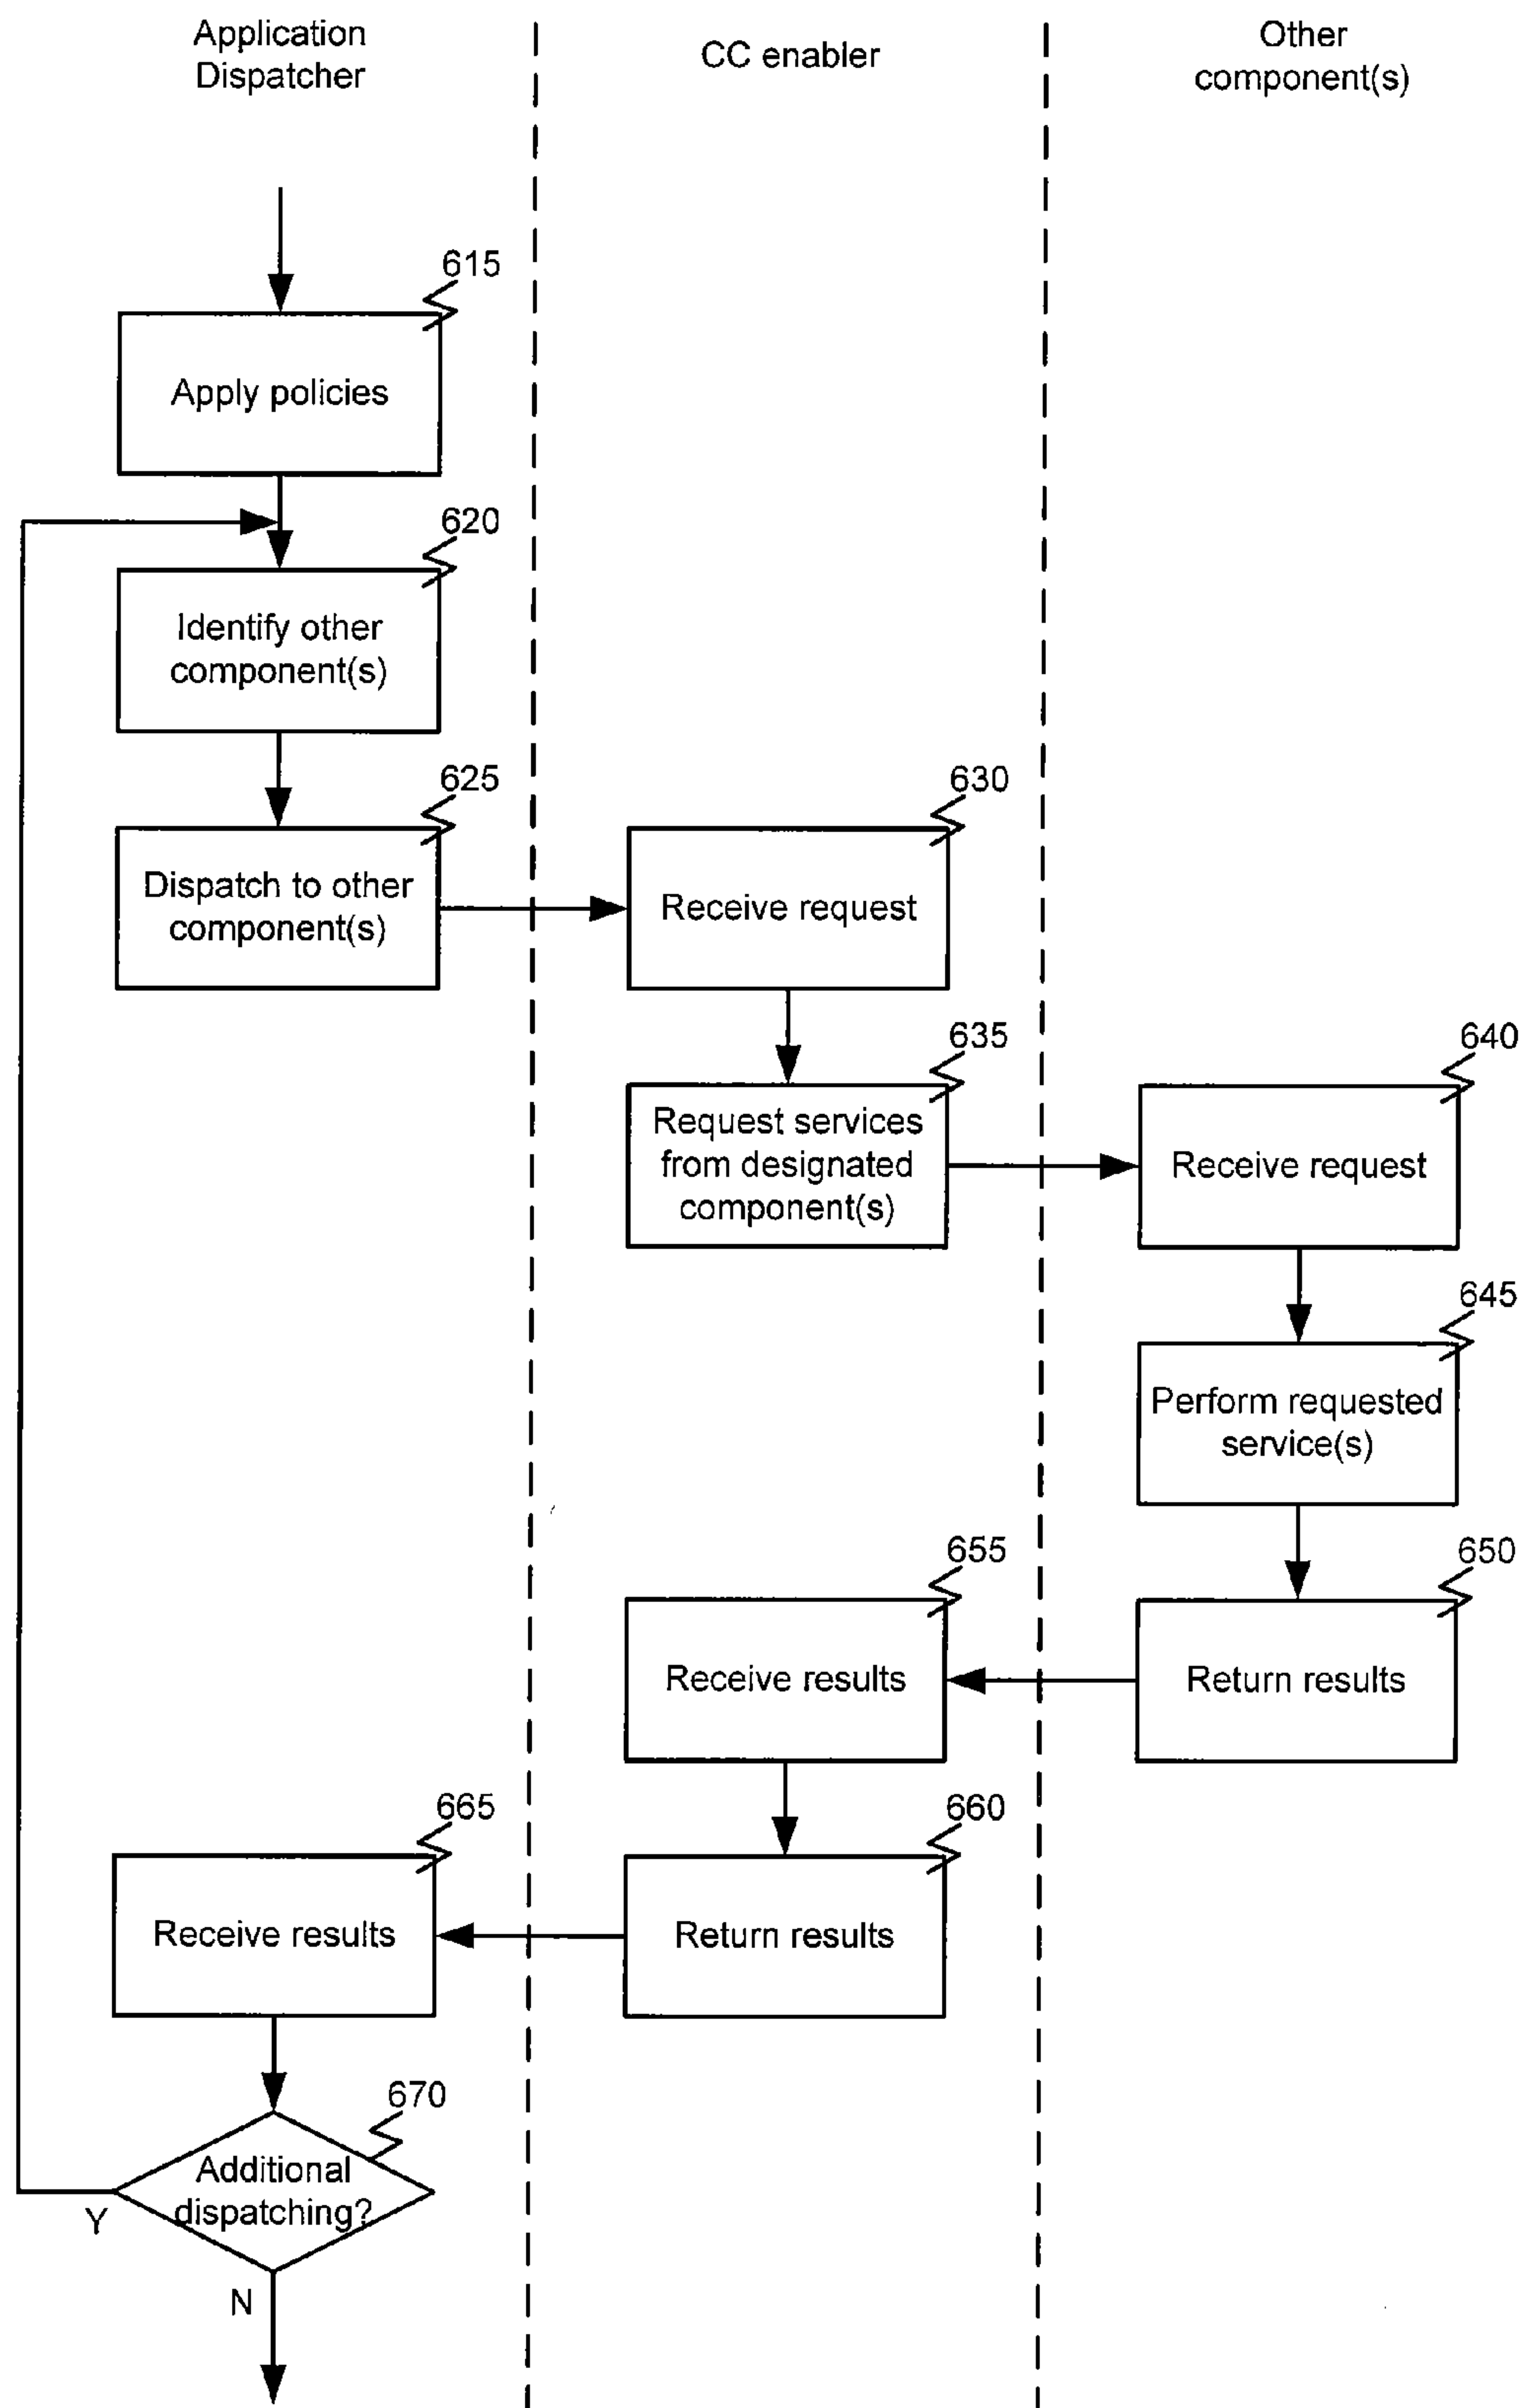 Application
Dispatcher
CC enabler
Other
component(s)
615
Apply policies
620
Identify other
component(s)
625
Dispatch to other
component(s)
630
Receive request
635
Request services
from designated
component(s)
640
Receive request
645
Perform requested
service(s)
650
Return results
655
Receive results
660
Return results
665
Receive results
670
Additional
dispatching?
Y
N